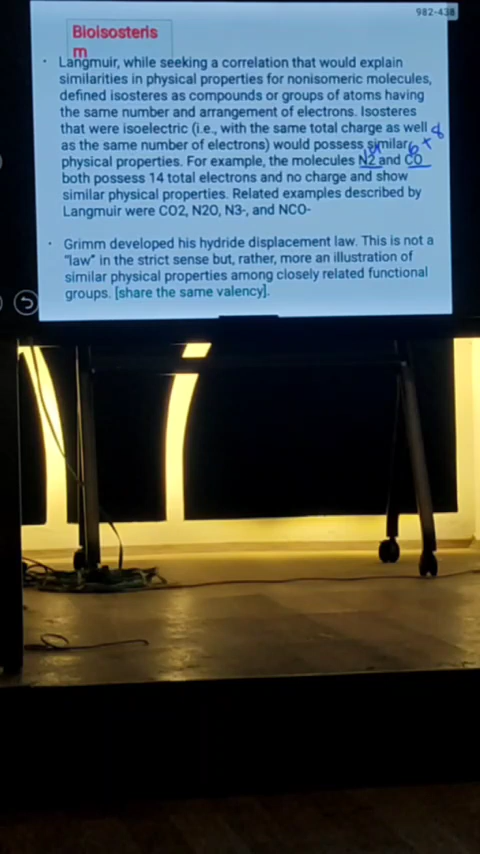 982-438
Bioisosteris
m
• Langmuir, while seeking a correlation that would explain
similarities in physical properties for nonisomeric molecules,
defined isosteres as compounds or groups of atoms having
the same number and arrangement of electrons. Isosteres
that were isoelectric (i.e., with the same total charge as well
as the same number of electrons) would possess similar
6+8
physical properties. For example, the molecules N2 and CO
both possess 14 total electrons and no charge and show
similar physical properties. Related examples described by
Langmuir were CO2, N2O, N3-, and NCO-
• Grimm developed his hydride displacement law. This is not a
"law" in the strict sense but, rather, more an illustration of
similar physical properties among closely related functional
groups. [share the same valency].